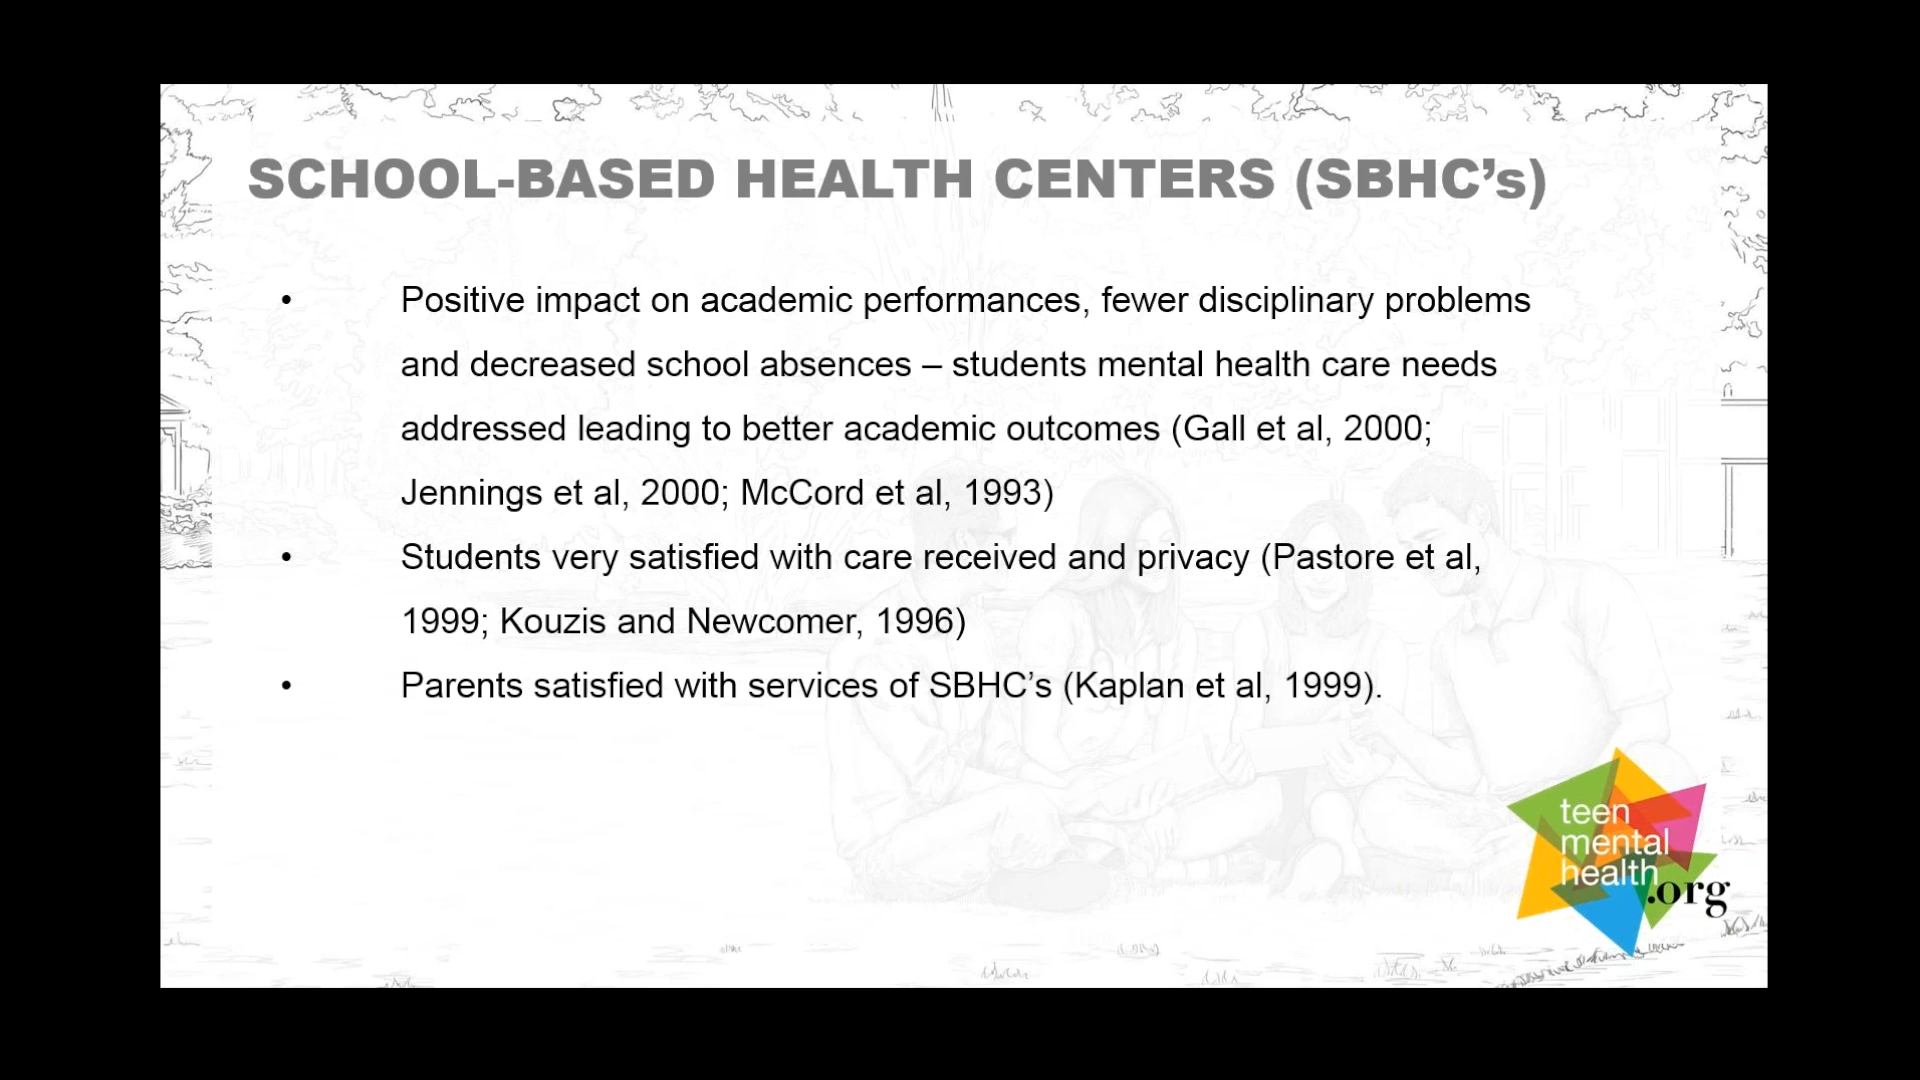 SCHOOL-BASED HEALTH CENTERS (SBHC’s)
• Positive impact on academic performances, fewer disciplinary problems
and decreased school absences – students mental health care needs
addressed leading to better academic outcomes (Gall et al, 2000;
Jennings et al, 2000; McCord et al, 1993)
• Students very satisfied with care received and privacy (Pastore et al,
1999; Kouzis and Newcomer, 1996)
• Parents satisfied with services of SBHC’s (Kaplan et al, 1999).
teen
mental
health
.org